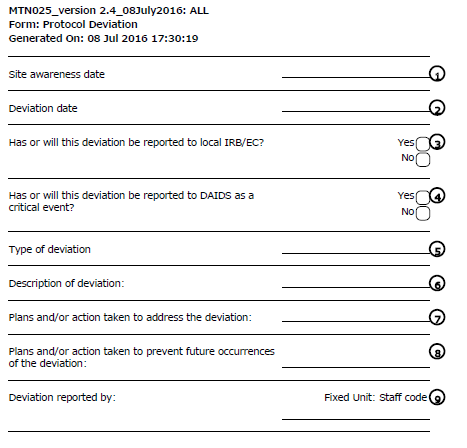 MTN025_version 2.4_08July2016: ALL
Form: Protocol Deviation
Generated On: 08 Jul 2016 17:30:19
Site awareness date 1
Deviation date 2
Has or will this deviation be reported to local IRB/EC? Yes 3
No
Has or will this deviation be reported to DAIDS as a Yes 4
critical event? No
Type of deviation 5
Description of deviation: 6
Plans and/or action taken to address the deviation: 7
Plans and/or action taken to prevent future occurrences 8
of the deviation:
Deviation reported by: Fixed Unit: Staff code 9